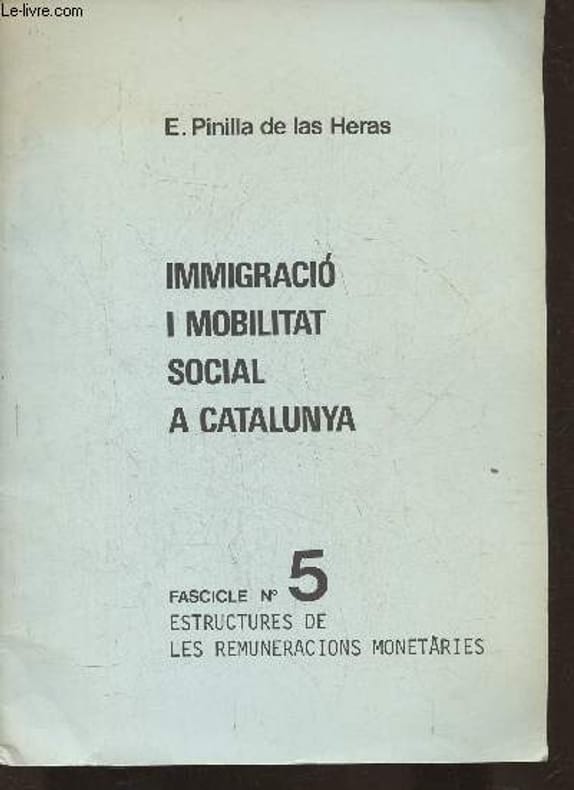 Le-livre.com
E. Pinilla de las Heras
IMMIGRACIÓ
I MOBILITAT
SOCIAL
A CATALUNYA
FASCICLE Nº 5
ESTRUCTURES DE
LES REMUNERACIONS MONETÀRIES